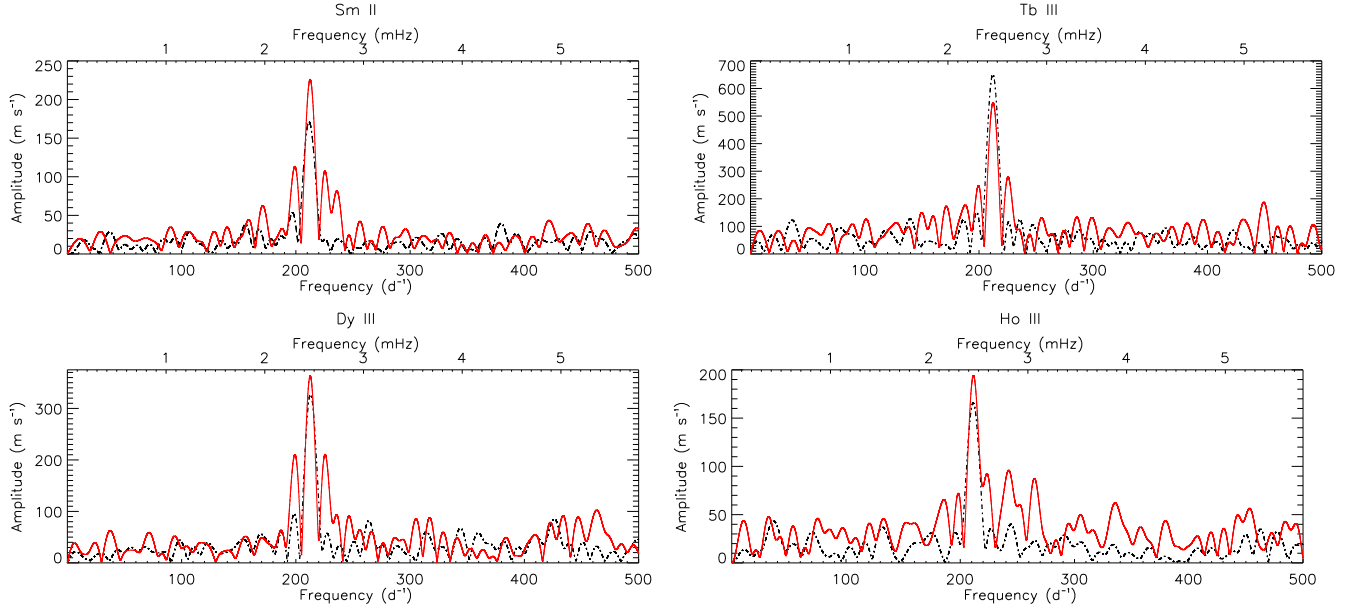 Sm II
Frequency (mHz)
1 2 3 4 5
Amplitude (m s⁻¹)
250
200
150
100
50
0
100 200 300 400 500
Frequency (d⁻¹)
Tb III
Frequency (mHz)
1 2 3 4 5
Amplitude (m s⁻¹)
700
600
500
400
300
200
100
0
100 200 300 400 500
Frequency (d⁻¹)
Dy III
Frequency (mHz)
1 2 3 4 5
Amplitude (m s⁻¹)
300
200
100
0
100 200 300 400 500
Frequency (d⁻¹)
Ho III
Frequency (mHz)
1 2 3 4 5
Amplitude (m s⁻¹)
200
150
100
50
0
100 200 300 400 500
Frequency (d⁻¹)